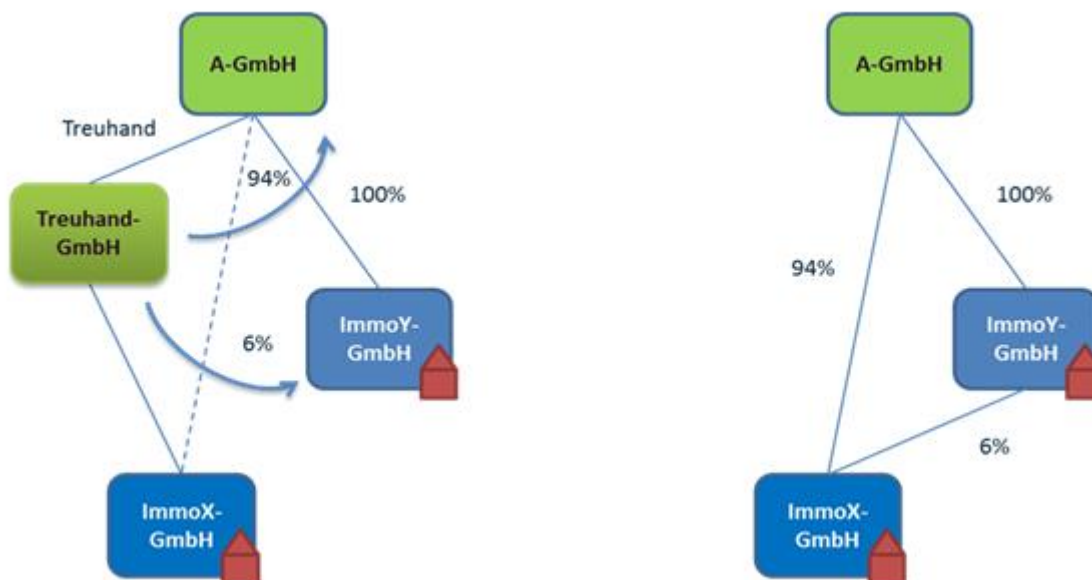 A-GmbH
Treuhand
94%
100%
Treuhand-
GmbH
6%
ImmoY-
GmbH
ImmoX-
GmbH
A-GmbH
100%
94%
ImmoY-
GmbH
6%
ImmoX-
GmbH